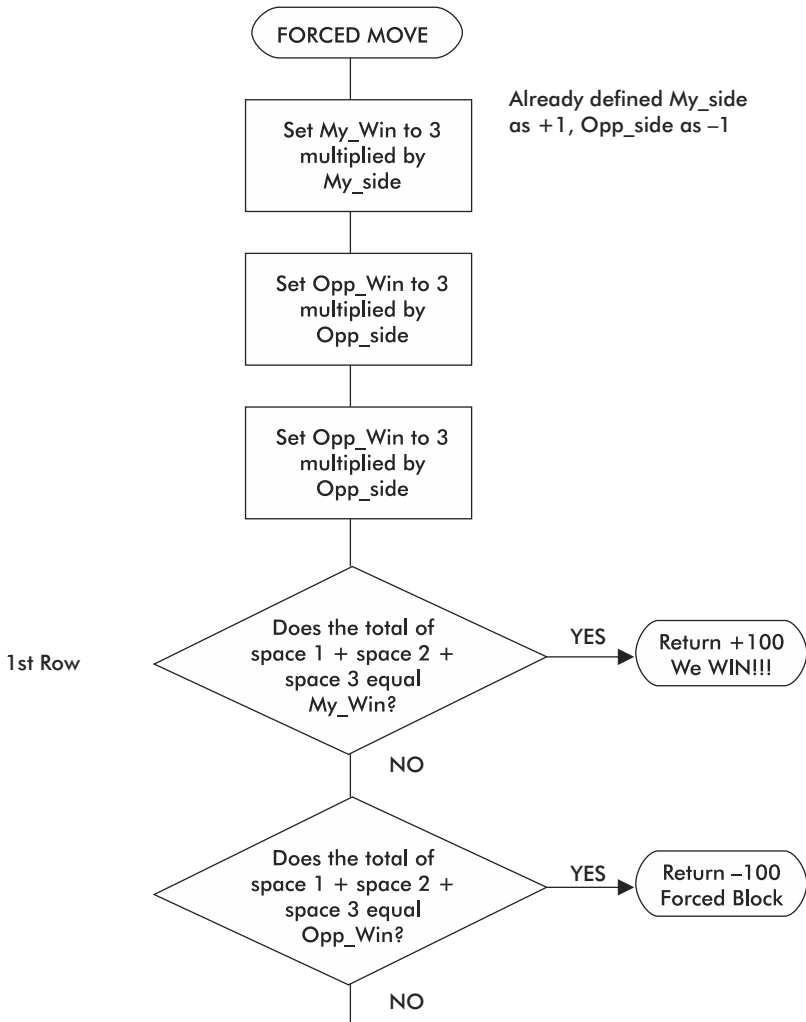 FORCED MOVE
Already defined My_side
as +1, Opp_side as –1
Set My_Win to 3
multiplied by
My_side
Set Opp_Win to 3
multiplied by
Opp_side
Set Opp_Win to 3
multiplied by
Opp_side
1st Row
Does the total of
space 1 + space 2 +
space 3 equal
My_Win?
YES
Return +100
We WIN!!!
NO
Does the total of
space 1 + space 2 +
space 3 equal
Opp_Win?
YES
Return –100
Forced Block
NO